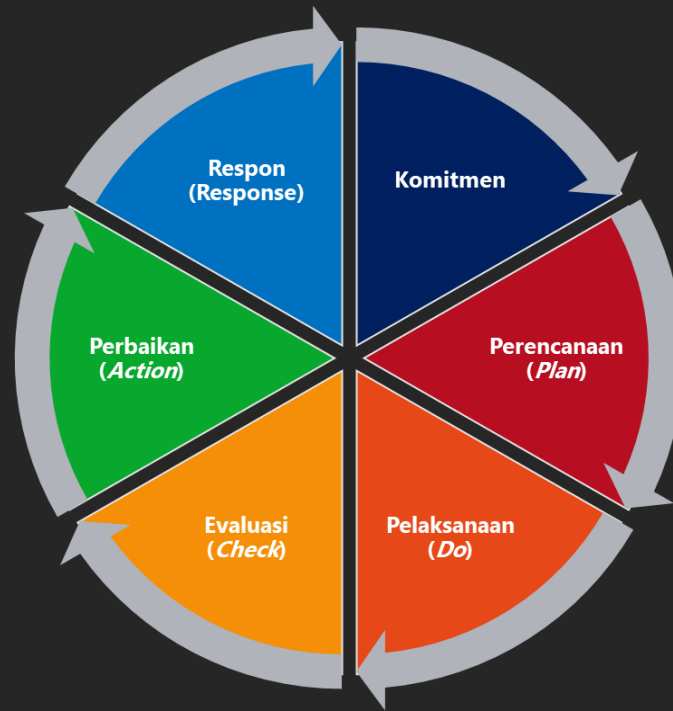 Komitmen
Perencanaan
(Plan)
Pelaksanaan
(Do)
Evaluasi
(Check)
Perbaikan
(Action)
Respon
(Response)